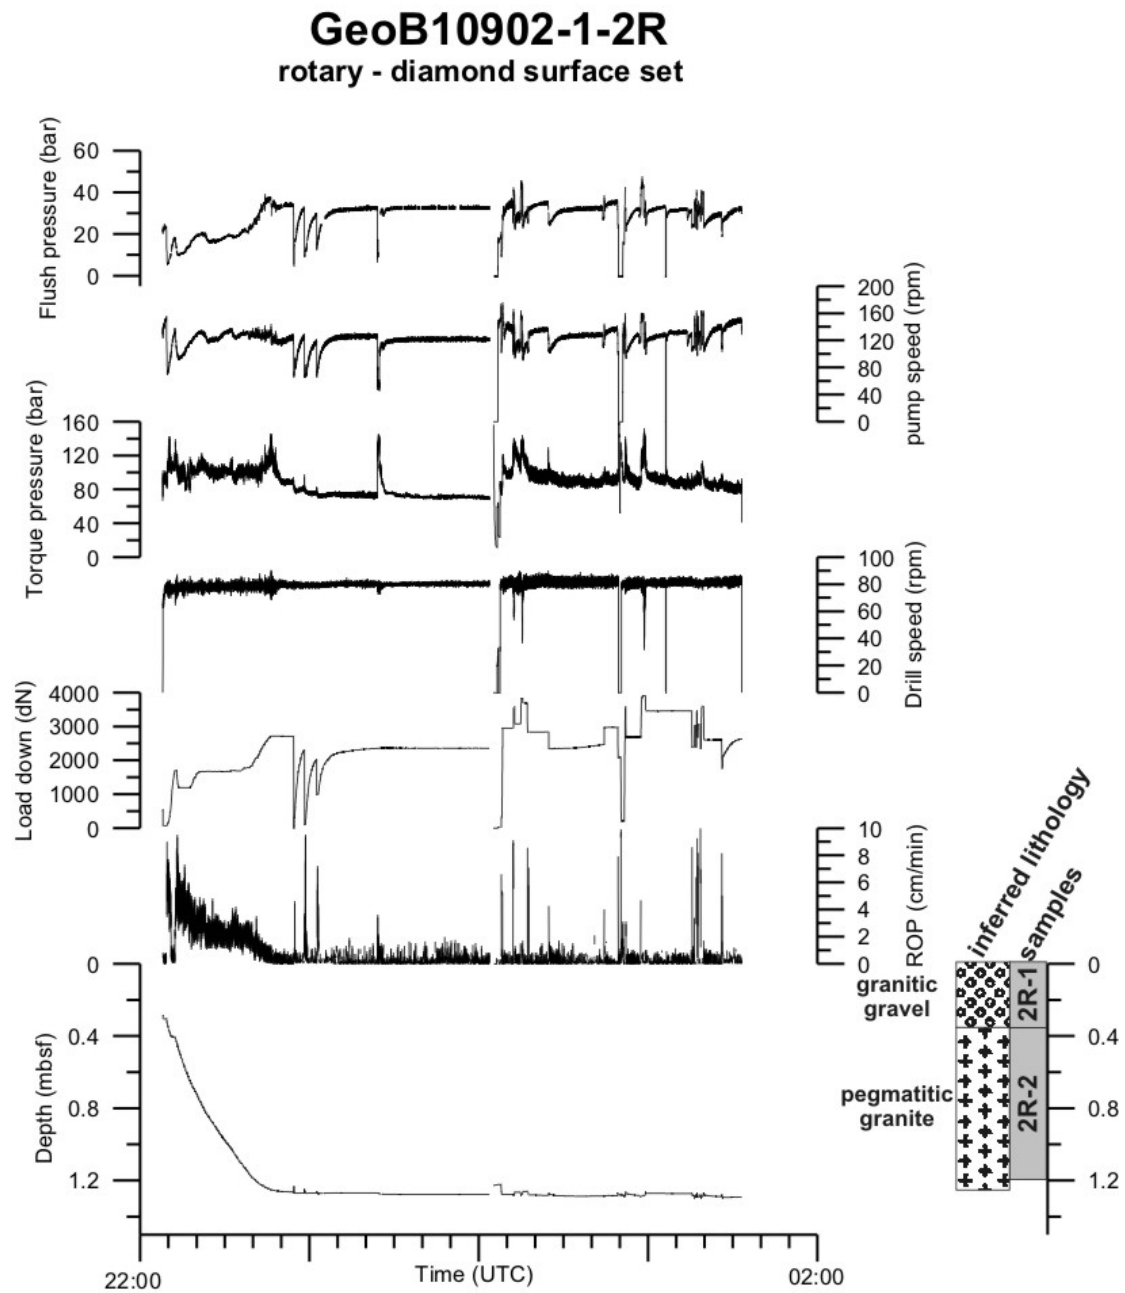 GeoB10902-1-2R
rotary - diamond surface set
Flush pressure (bar)
60
40
20
0
pump speed (rpm)
200
160
120
80
40
0
Torque pressure (bar)
160
120
80
40
0
Drill speed (rpm)
100
80
60
40
20
0
Load down (dN)
4000
3000
2000
1000
0
ROP (cm/min)
10
8
6
4
2
0
Depth (mbsf)
0
0.4
0.8
1.2
inferred lithology
samples
granitic
gravel
pegmatitic
granite
2R-1
2R-2
0
0.4
0.8
1.2
22:00
Time (UTC)
02:00